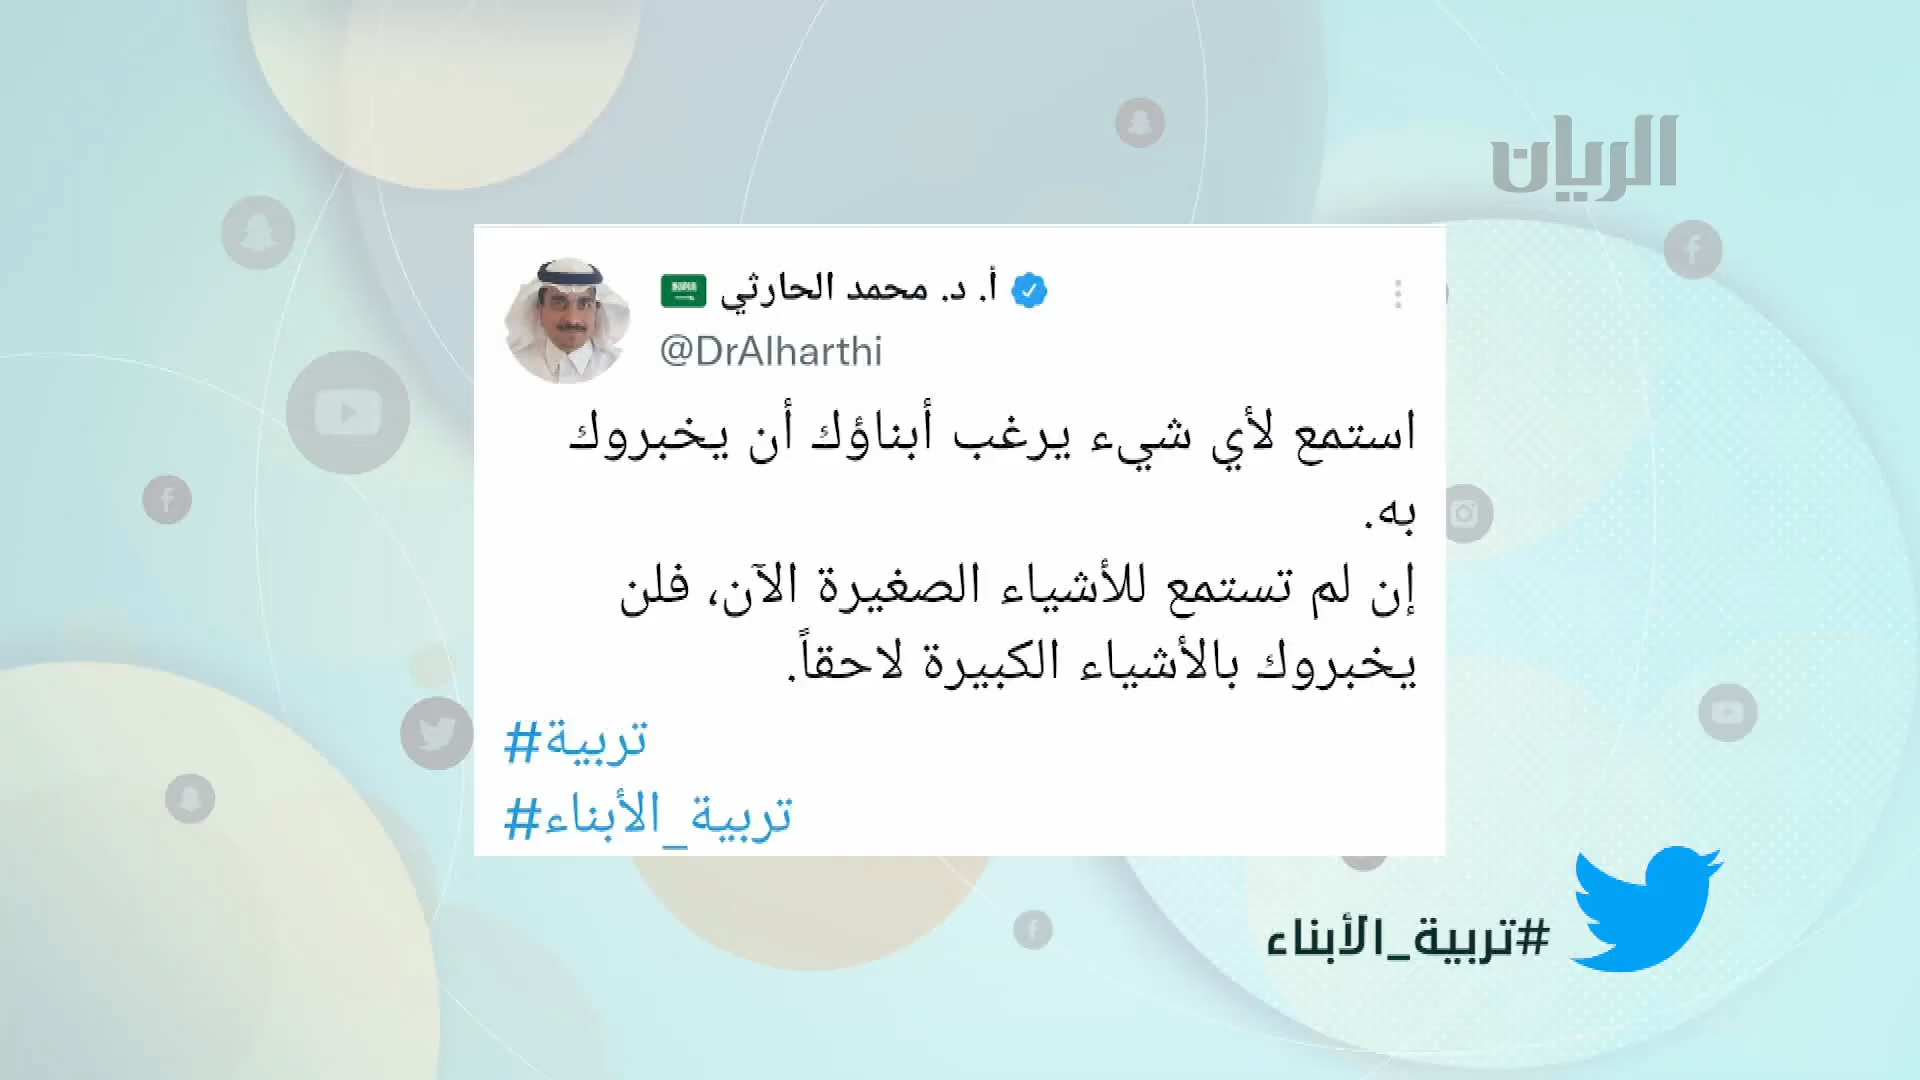 الريان
أ. د. محمد الحارثي
@DrAlharthi
استمع لأي شيء يرغب أبناؤك أن يخبروك
به.
إن لم تستمع للأشياء الصغيرة الآن، فلن
يخبروك بالأشياء الكبيرة لاحقاً.
#تربية
#تربية_الأبناء
#تربية_الأبناء